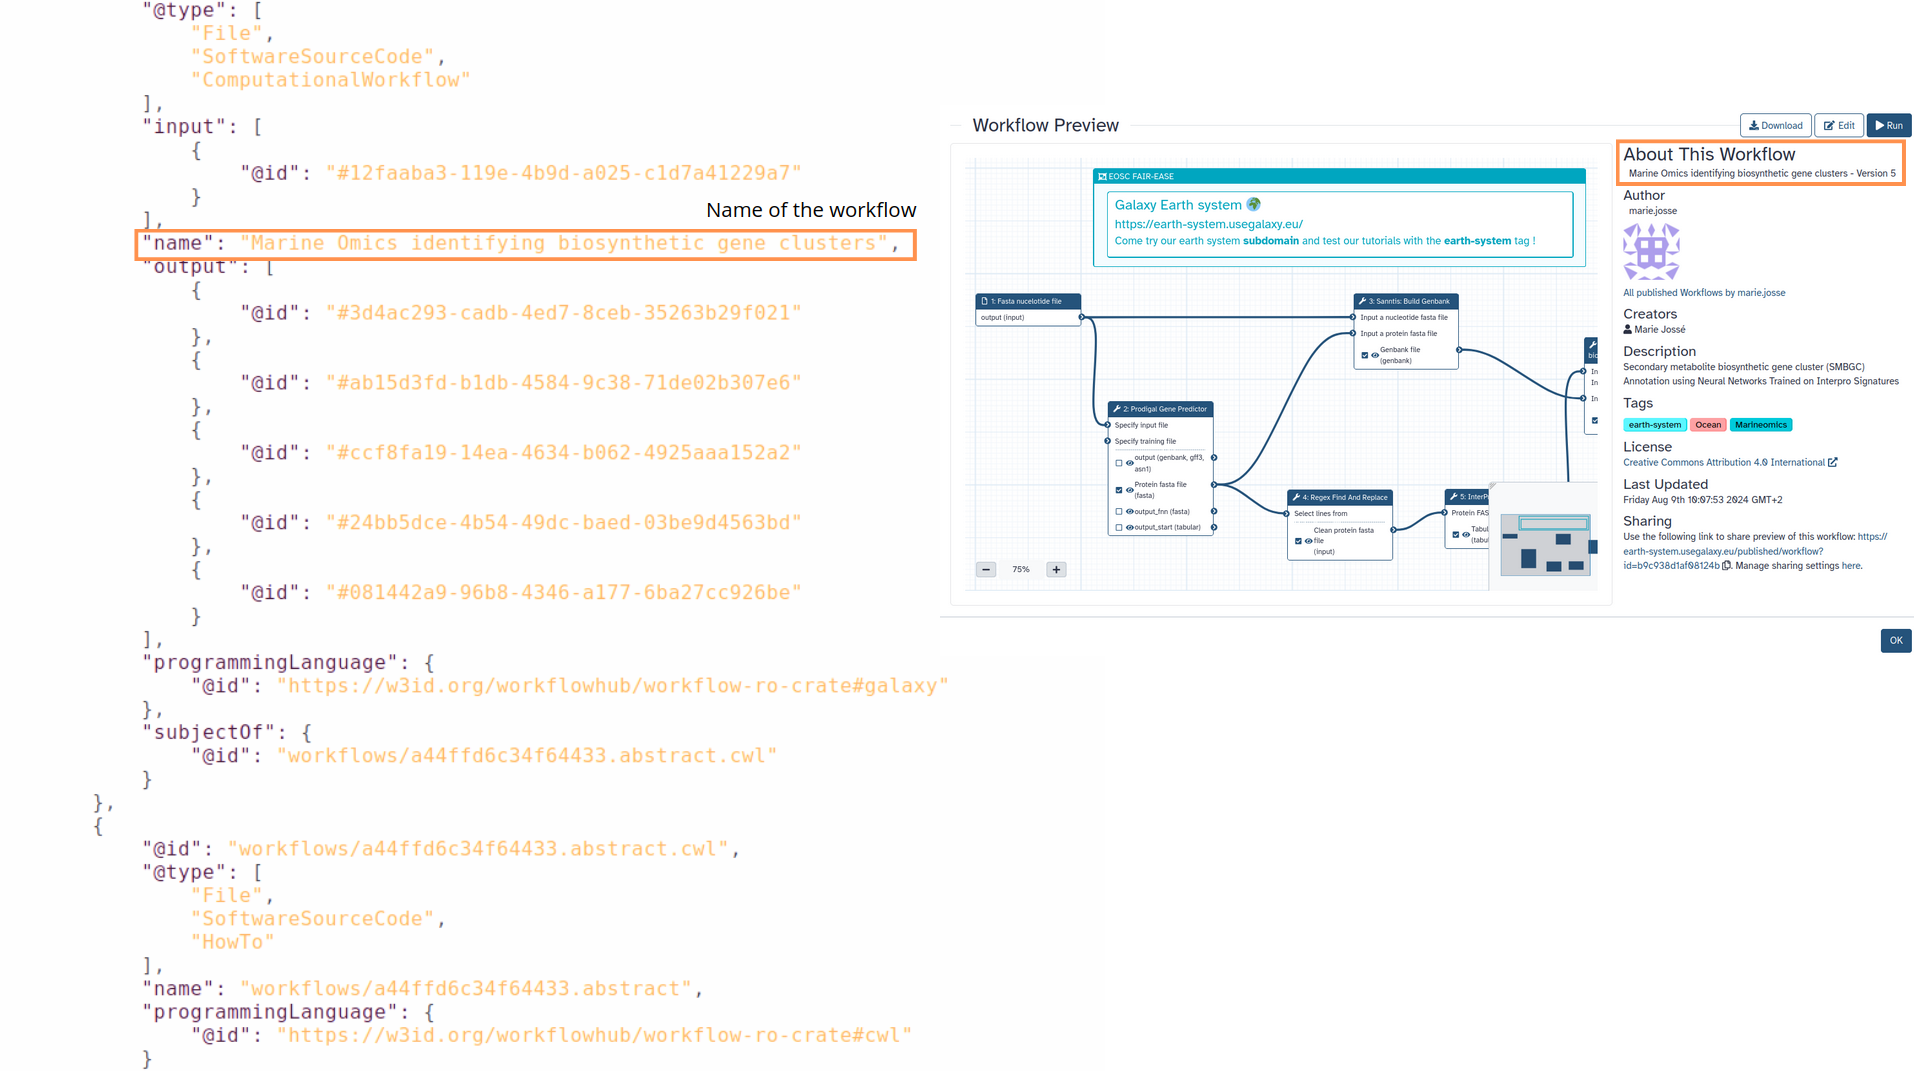 "@type": [
"File",
"SoftwareSourceCode",
"ComputationalWorkflow"
],
"input": [
{
"@id": "#12faaba3-119e-4b9d-a025-c1d7a41229a7"
}
],
Name of the workflow
"name": "Marine Omics identifying biosynthetic gene clusters",
"output": [
{
"@id": "#3d4ac293-cadb-4ed7-8ceb-35263b29f021"
},
{
"@id": "#ab15d3fd-b1db-4584-9c38-71de02b307e6"
},
{
"@id": "#ccf8fa19-14ea-4634-b062-4925aaa152a2"
},
{
"@id": "#24bb5dce-4b54-49dc-baed-03be9d4563bd"
},
{
"@id": "#081442a9-96b8-4346-a177-6ba27cc926be"
}
],
"programmingLanguage": {
"@id": "https://w3id.org/workflowhub/workflow-ro-crate#galaxy"
},
"subjectOf": {
"@id": "workflows/a44ffd6c34f64433.abstract.cwl"
}
},
{
"@id": "workflows/a44ffd6c34f64433.abstract.cwl",
"@type": [
"File",
"SoftwareSourceCode",
"HowTo"
],
"name": "workflows/a44ffd6c34f64433.abstract",
"programmingLanguage": {
"@id": "https://w3id.org/workflowhub/workflow-ro-crate#cwl"
}
Workflow Preview
Download
Edit
Run
EOSC FAIR-EASE
Galaxy Earth system
https://earth-system.usegalaxy.eu/
Come try our earth system subdomain and test our tutorials with the earth-system tag !
1: Fasta nucelotide file
output (input)
2: Prodigal Gene Predictor
Specify input file
Specify training file
output (genbank, gff3,
asn1)
Protein fasta file
(fasta)
output_fnn (fasta)
output_start (tabular)
3: Sanntis: Build Genbank
Input a nucleotide fasta file
Input a protein fasta file
Genbank file
(genbank)
4: Regex Find And Replace
Select lines from
Clean protein fasta
file
(input)
5: InterP
Protein FAS
Tabul
(tabu
bio
In
In
In
75%
About This Workflow
Marine Omics identifying biosynthetic gene clusters - Version 5
Author
marie.josse
All published Workflows by marie.josse
Creators
Marie Jossé
Description
Secondary metabolite biosynthetic gene cluster (SMBGC)
Annotation using Neural Networks Trained on Interpro Signatures
Tags
earth-system Ocean Marineomics
License
Creative Commons Attribution 4.0 International
Last Updated
Friday Aug 9th 10:07:53 2024 GMT+2
Sharing
Use the following link to share preview of this workflow: https://
earth-system.usegalaxy.eu/published/workflow?
id=b9c938d1af08124b . Manage sharing settings here.
OK